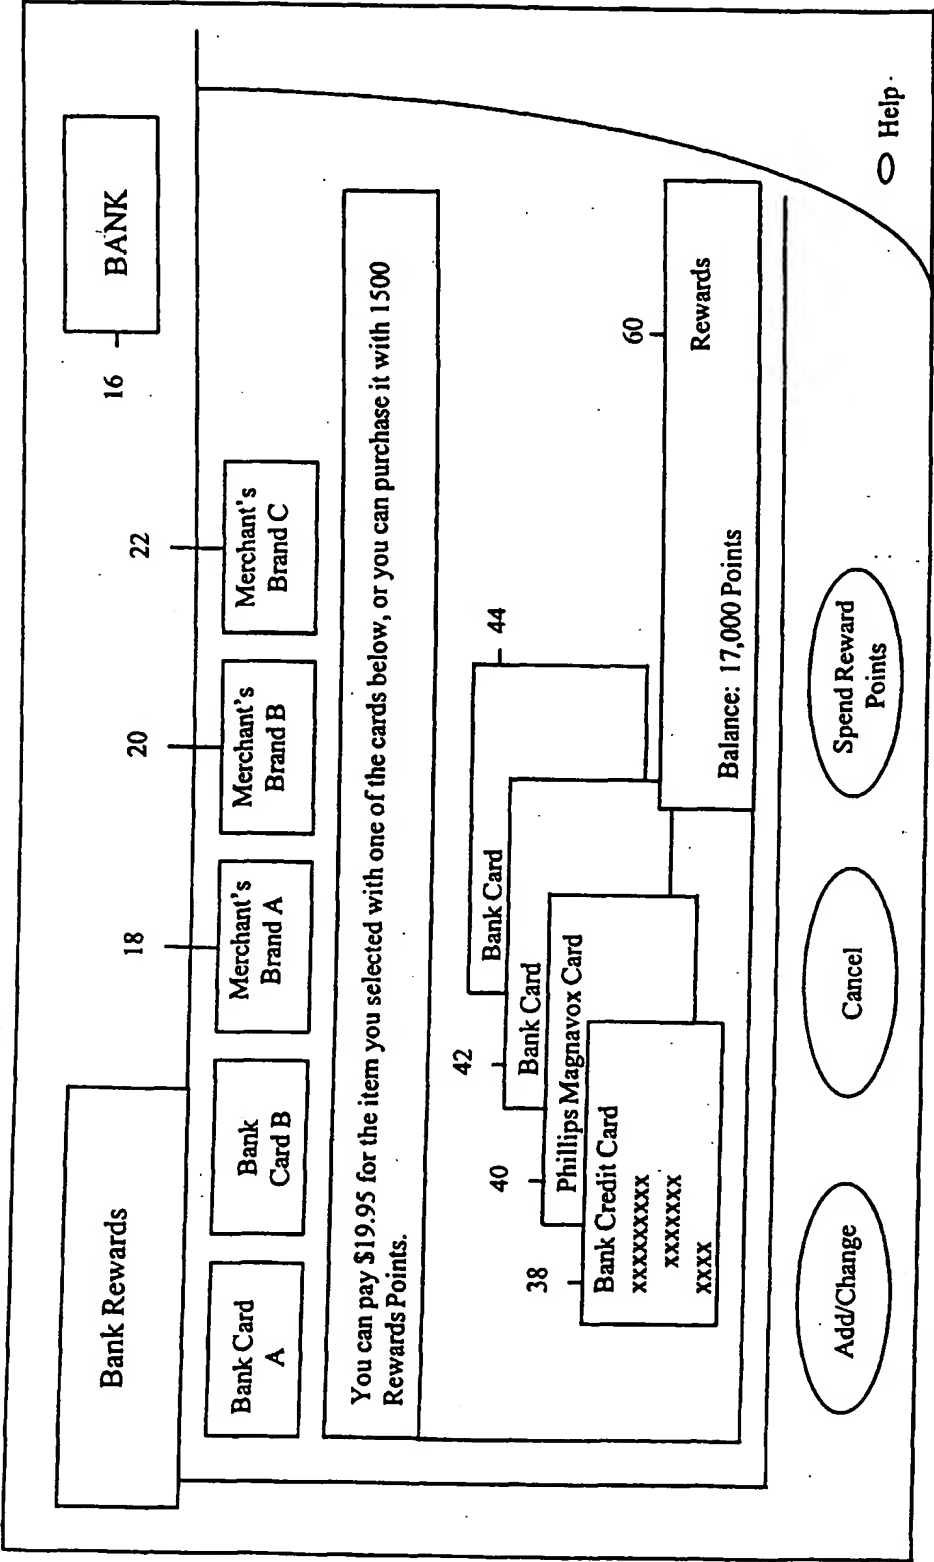 Bank Rewards
16
BANK
18
20
22
Bank Card
A
Bank
Card B
Merchant's
Brand A
Merchant's
Brand B
Merchant's
Brand C
You can pay $19.95 for the item you selected with one of the cards below, or you can purchase it with 1500
Rewards Points.
44
Bank Card
42
Bank Card
40
Phillips Magnavox Card
38
Bank Credit Card
xxxxxxxxx
xxxxxxx
xxxx
60
Rewards
Balance: 17,000 Points
Add/Change
Cancel
Spend Reward
Points
Help